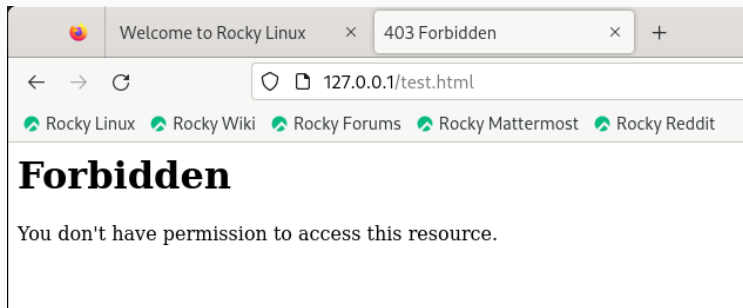 Welcome to Rocky Linux × 403 Forbidden × +
127.0.0.1/test.html
Rocky Linux Rocky Wiki Rocky Forums Rocky Mattermost Rocky Reddit
Forbidden
You don't have permission to access this resource.